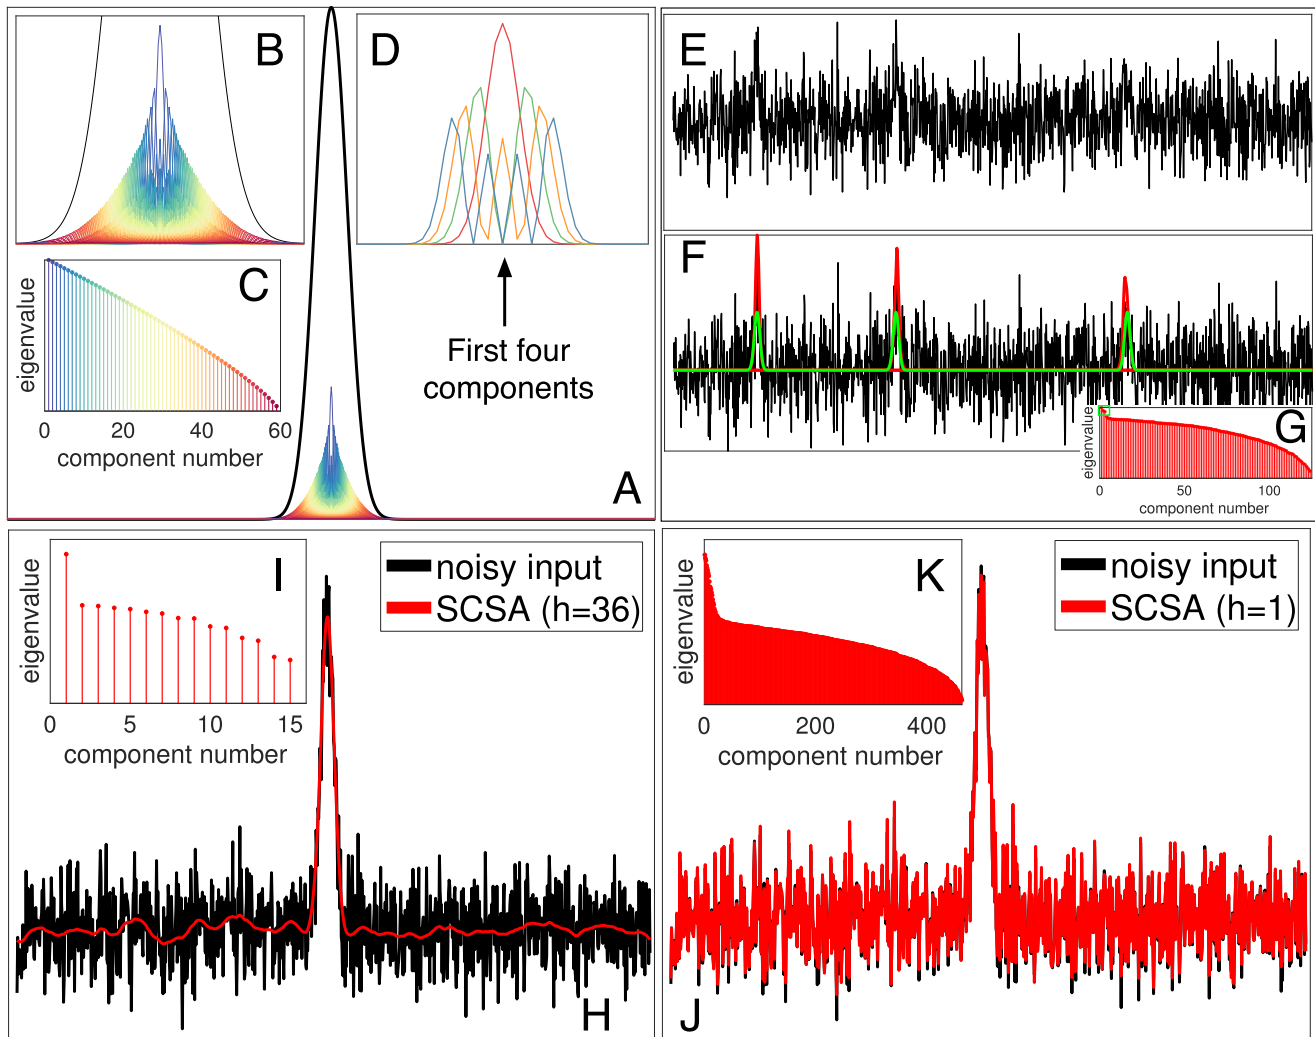 B
D
C
eigenvalue
0 20 40 60
component number
First four
components
A
E
F
G
eigenvalue
0 50 100
component number
I
eigenvalue
0 5 10 15
component number
noisy input
SCSA (h=36)
H
K
eigenvalue
0 200 400
component number
noisy input
SCSA (h=1)
J